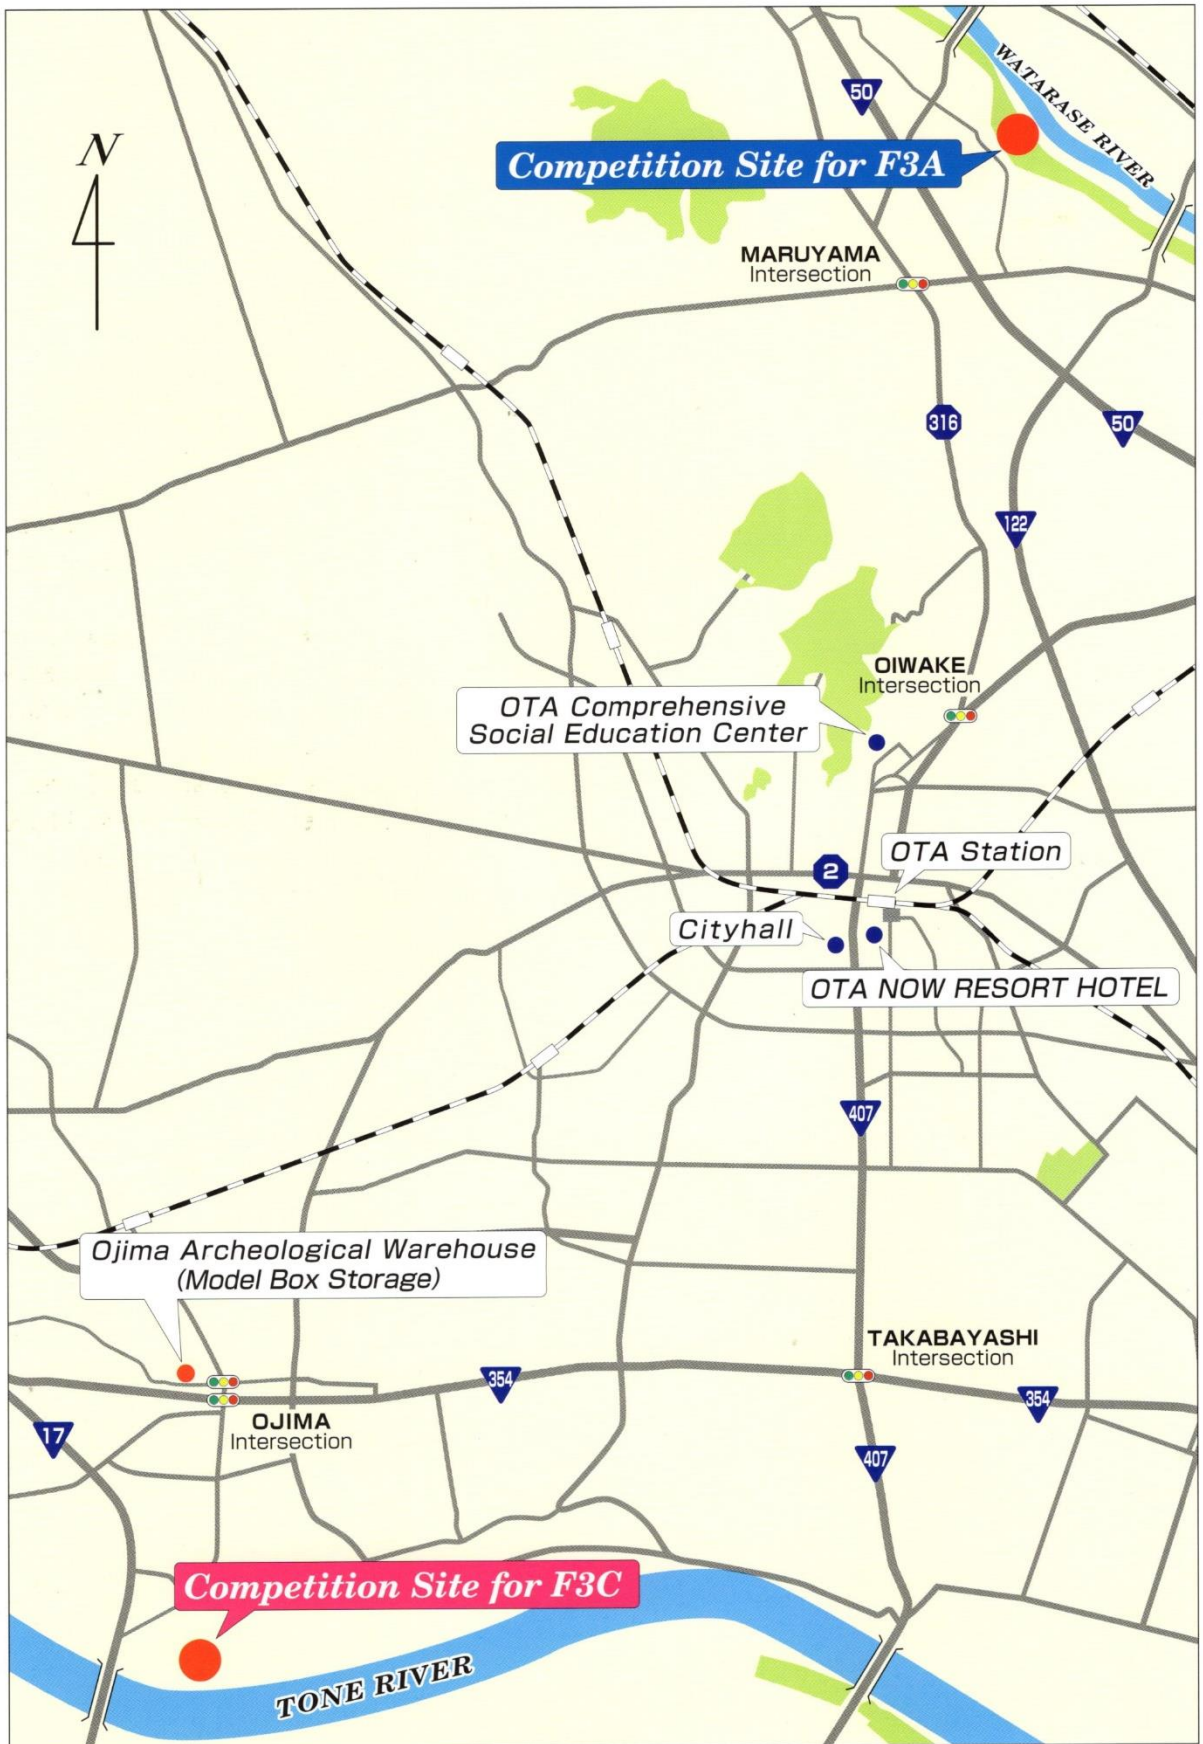 N
50
WATARASE RIVER
Competition Site for F3A
MARUYAMA
Intersection
316
50
122
OIWAKE
Intersection
OTA Comprehensive
Social Education Center
OTA Station
2
Cityhall
OTA NOW RESORT HOTEL
407
Ojima Archeological Warehouse
(Model Box Storage)
TAKABAYASHI
Intersection
354
354
OJIMA
Intersection
17
407
Competition Site for F3C
TONE RIVER